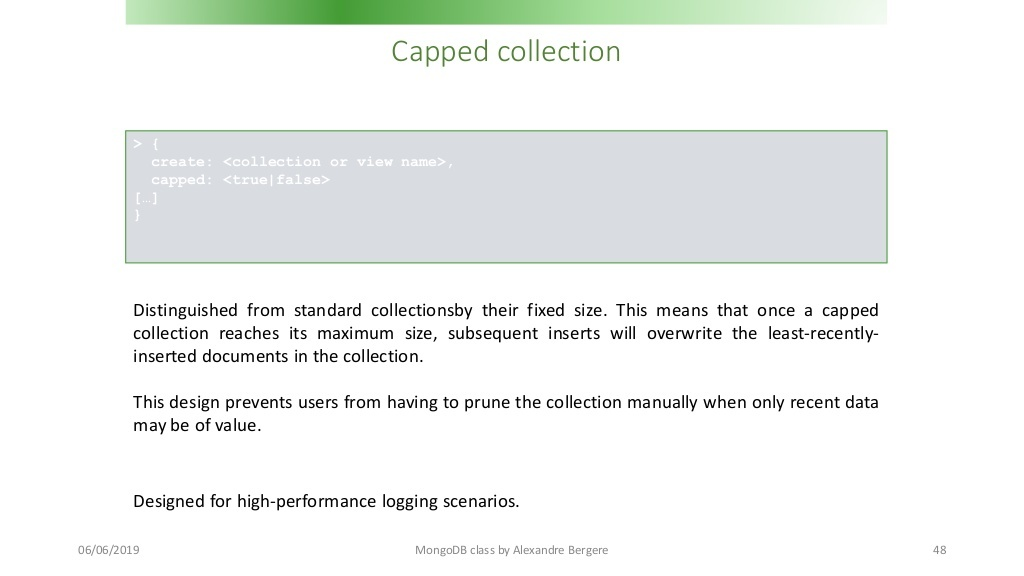 Capped collection
> {
create: <collection or view name>,
capped: <true|false>
[…]
}
Distinguished from standard collectionsby their fixed size. This means that once a capped
collection reaches its maximum size, subsequent inserts will overwrite the least-recently-
inserted documents in the collection.
This design prevents users from having to prune the collection manually when only recent data
may be of value.
Designed for high-performance logging scenarios.
06/06/2019
MongoDB class by Alexandre Bergere
48